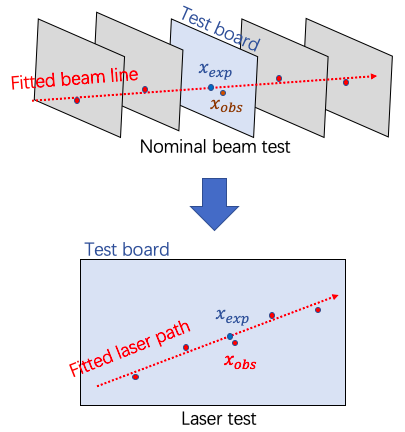 Test board
Fitted beam line
x_exp
x_obs
Nominal beam test
Test board
x_exp
Fitted laser path
x_obs
Laser test